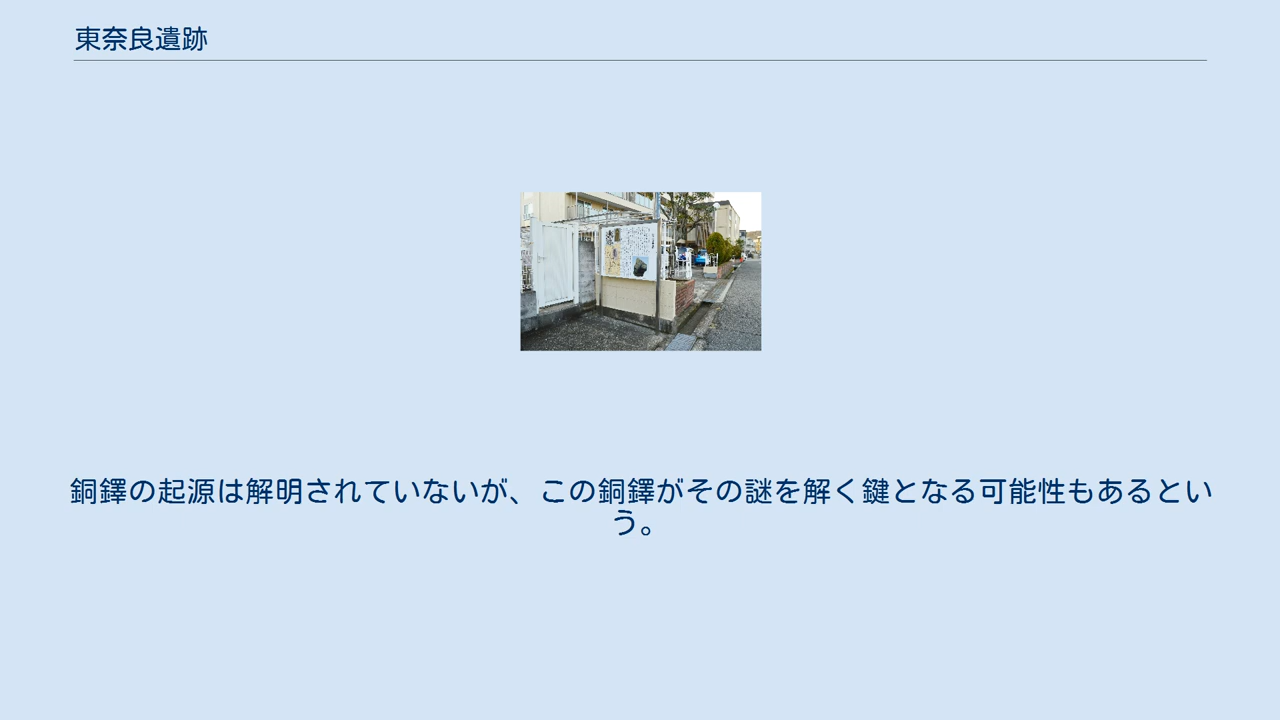 東奈良遺跡
銅鐸の起源は解明されていないが、この銅鐸がその謎を解く鍵となる可能性もあるとい
う。